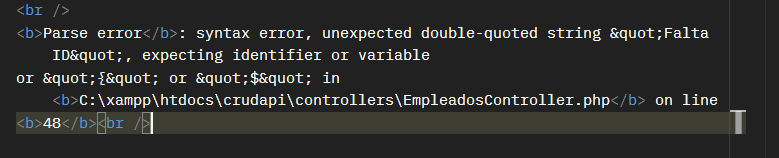 <br />
<b>Parse error</b>: syntax error, unexpected double-quoted string &quot;Falta
ID&quot;, expecting identifier or variable
or &quot;{&quot; or &quot;$&quot; in
<b>C:\xampp\htdocs\crudapi\controllers\EmpleadosController.php</b> on line
<b>48</b><br />